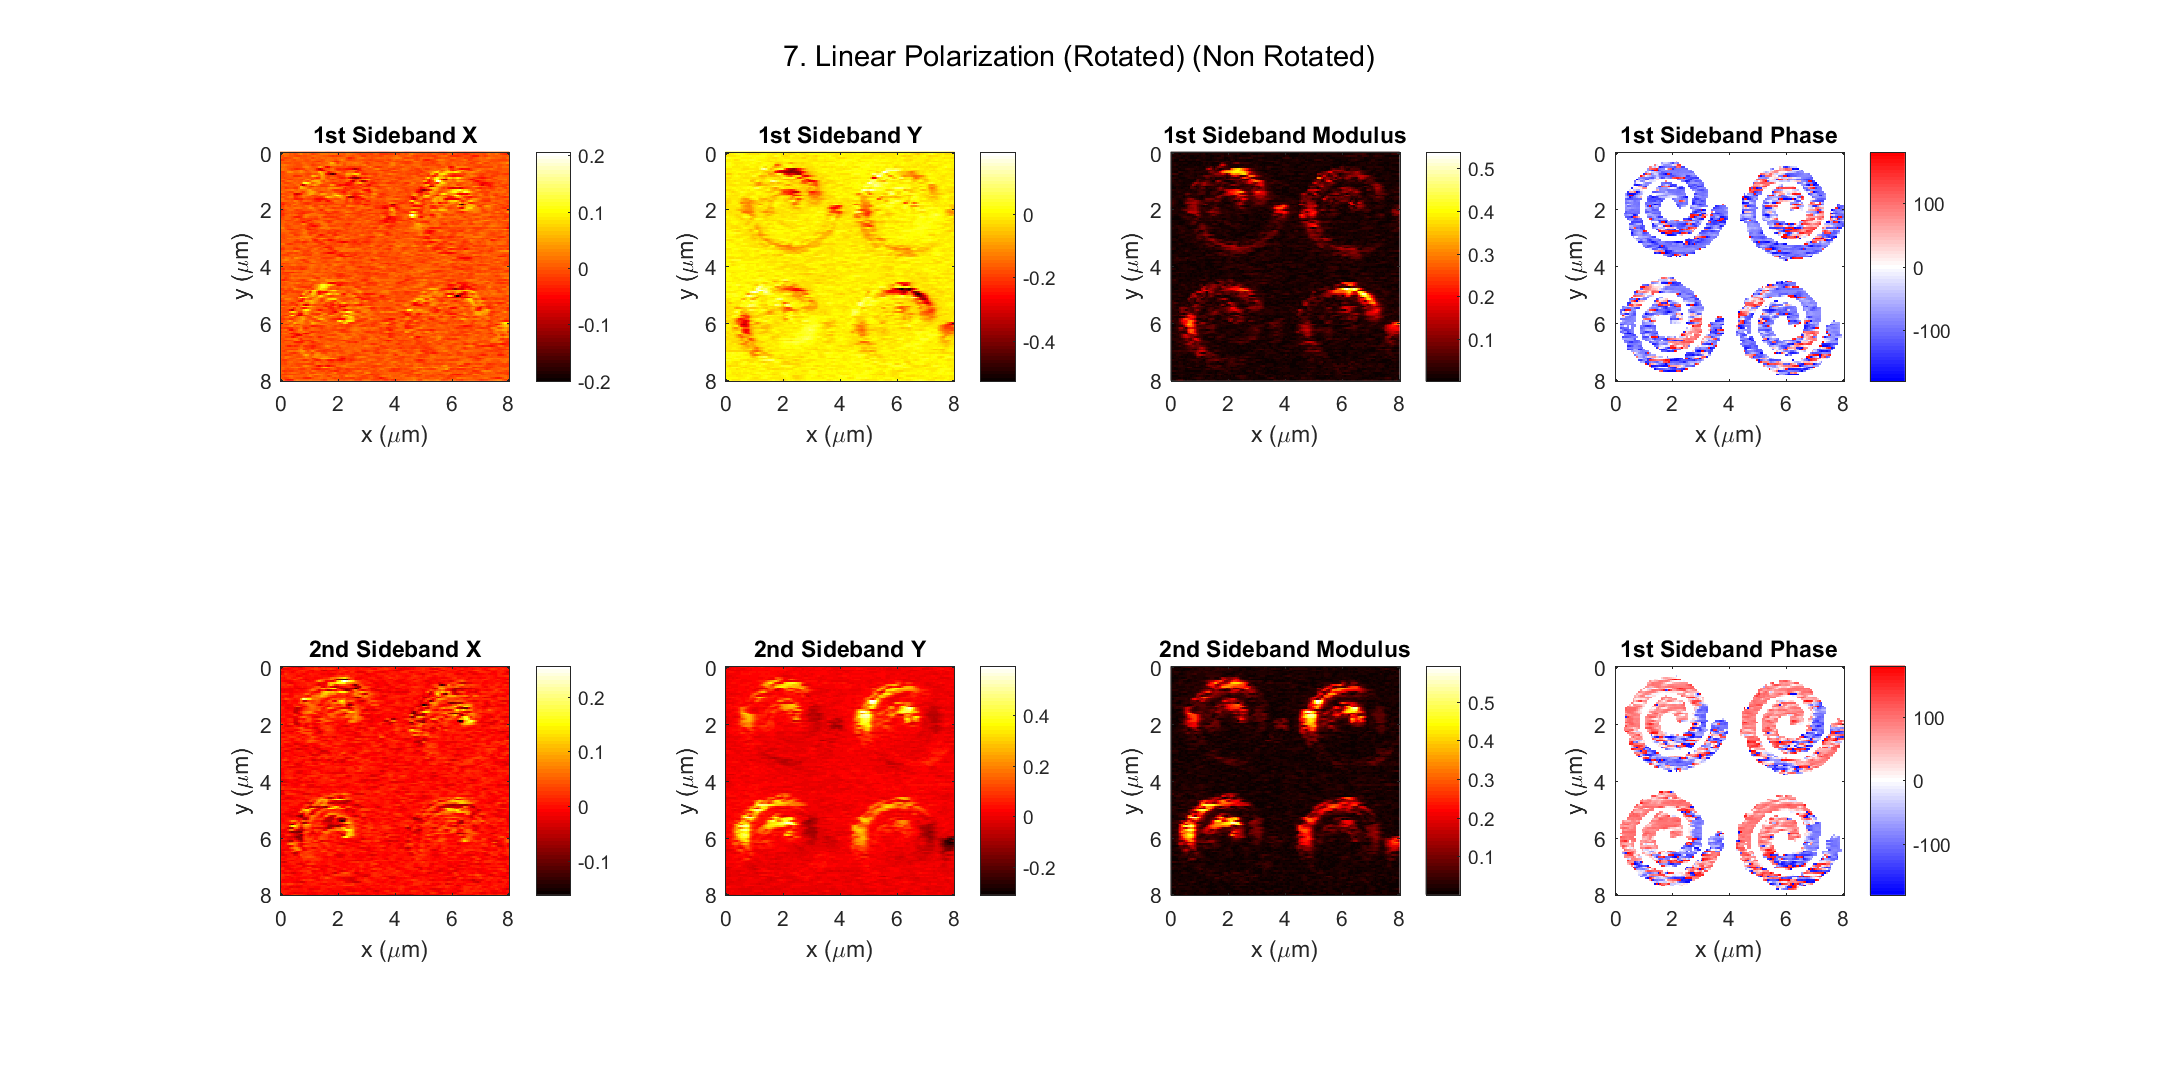 7. Linear Polarization (Rotated) (Non Rotated)
1st Sideband X
1st Sideband Y
1st Sideband Modulus
1st Sideband Phase
0
2
4
6
8
y (μm)
0 2 4 6 8
x (μm)
0.2
0.1
0
-0.1
-0.2
0
2
4
6
8
y (μm)
0 2 4 6 8
x (μm)
0
-0.2
-0.4
0
2
4
6
8
y (μm)
0 2 4 6 8
x (μm)
0.5
0.4
0.3
0.2
0.1
0
2
4
6
8
y (μm)
0 2 4 6 8
x (μm)
100
0
-100
2nd Sideband X
2nd Sideband Y
2nd Sideband Modulus
1st Sideband Phase
0
2
4
6
8
y (μm)
0 2 4 6 8
x (μm)
0.2
0.1
0
-0.1
0
2
4
6
8
y (μm)
0 2 4 6 8
x (μm)
0.4
0.2
0
-0.2
0
2
4
6
8
y (μm)
0 2 4 6 8
x (μm)
0.5
0.4
0.3
0.2
0.1
0
2
4
6
8
y (μm)
0 2 4 6 8
x (μm)
100
0
-100